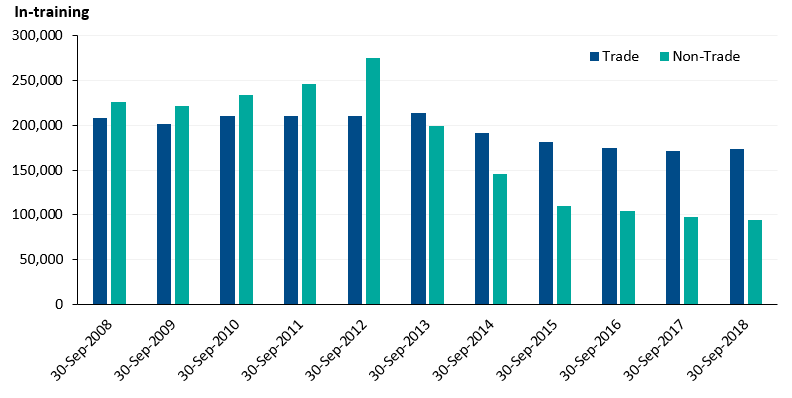 In-training
300,000
250,000
200,000
150,000
100,000
50,000
0
Trade
Non-Trade
30-Sep-2008
30-Sep-2009
30-Sep-2010
30-Sep-2011
30-Sep-2012
30-Sep-2013
30-Sep-2014
30-Sep-2015
30-Sep-2016
30-Sep-2017
30-Sep-2018